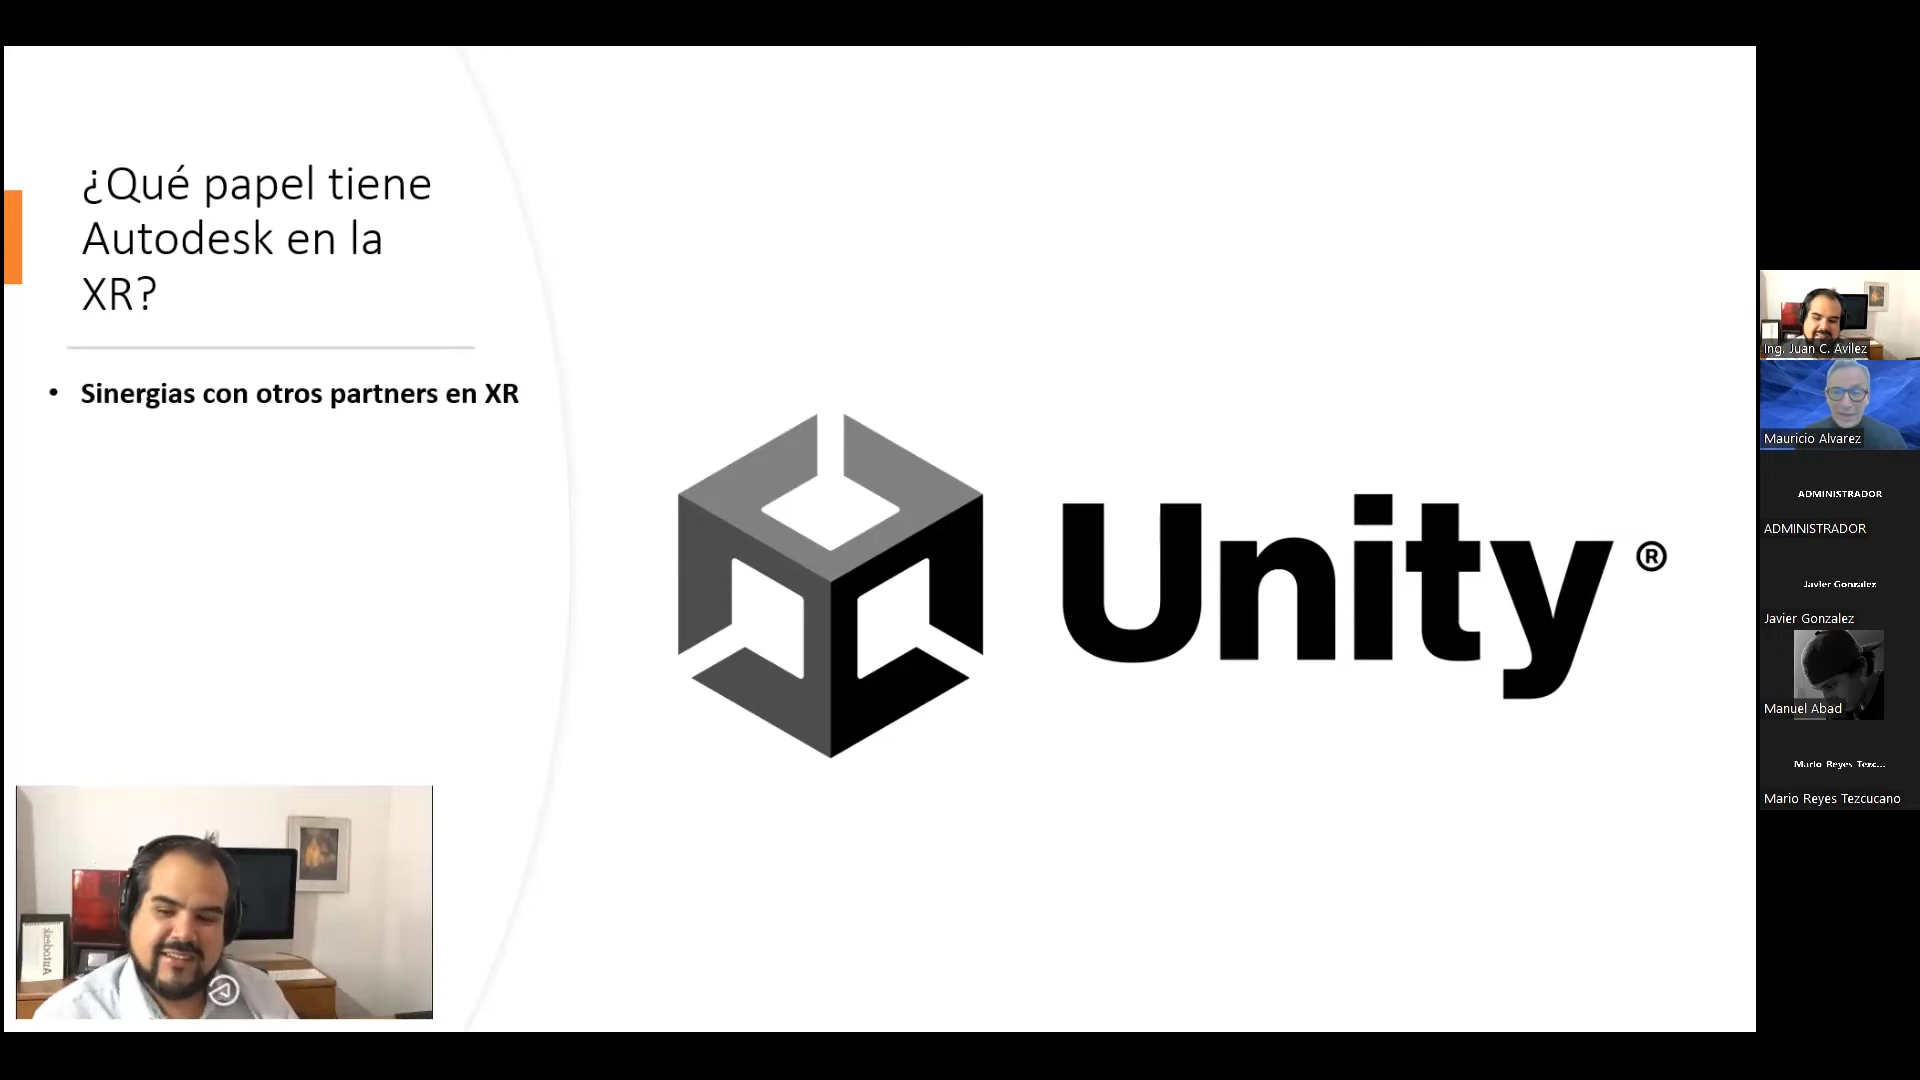 ¿Qué papel tiene
Autodesk en la
XR?
• Sinergias con otros partners en XR
Unity®
Autodesk
Ing. Juan C. Avilez
Mauricio Alvarez
ADMINISTRADOR
ADMINISTRADOR
Javier Gonzalez
Javier Gonzalez
Manuel Abad
Mario Reyes Tezc...
Mario Reyes Tezcucano